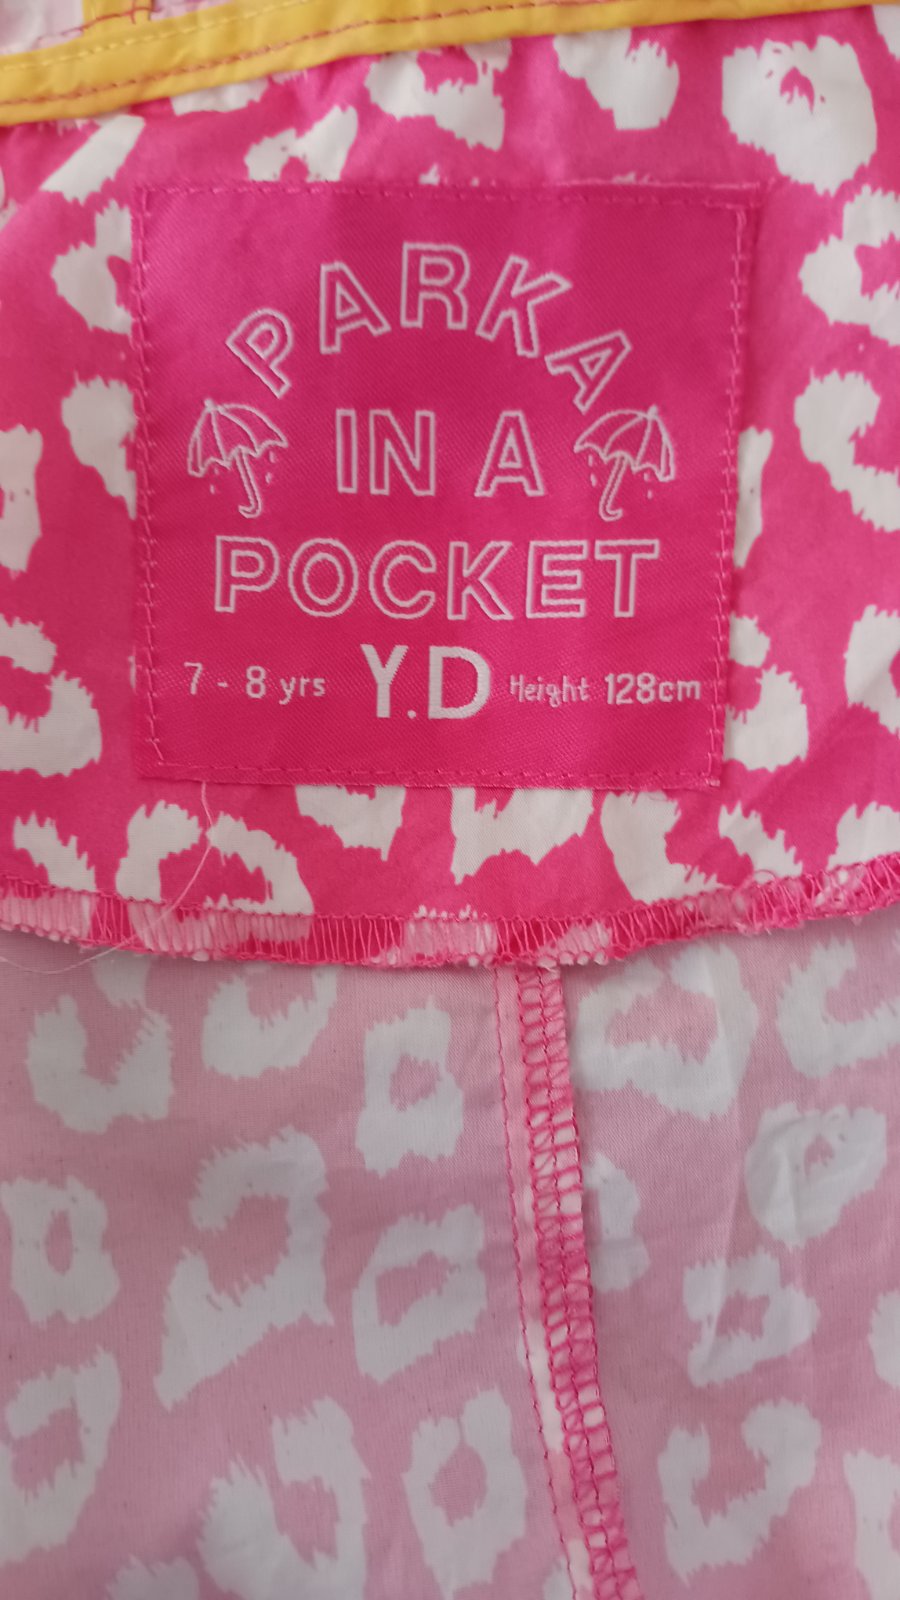 PARKA
IN A
POCKET
7 - 8 yrs Y.D Height 128cm